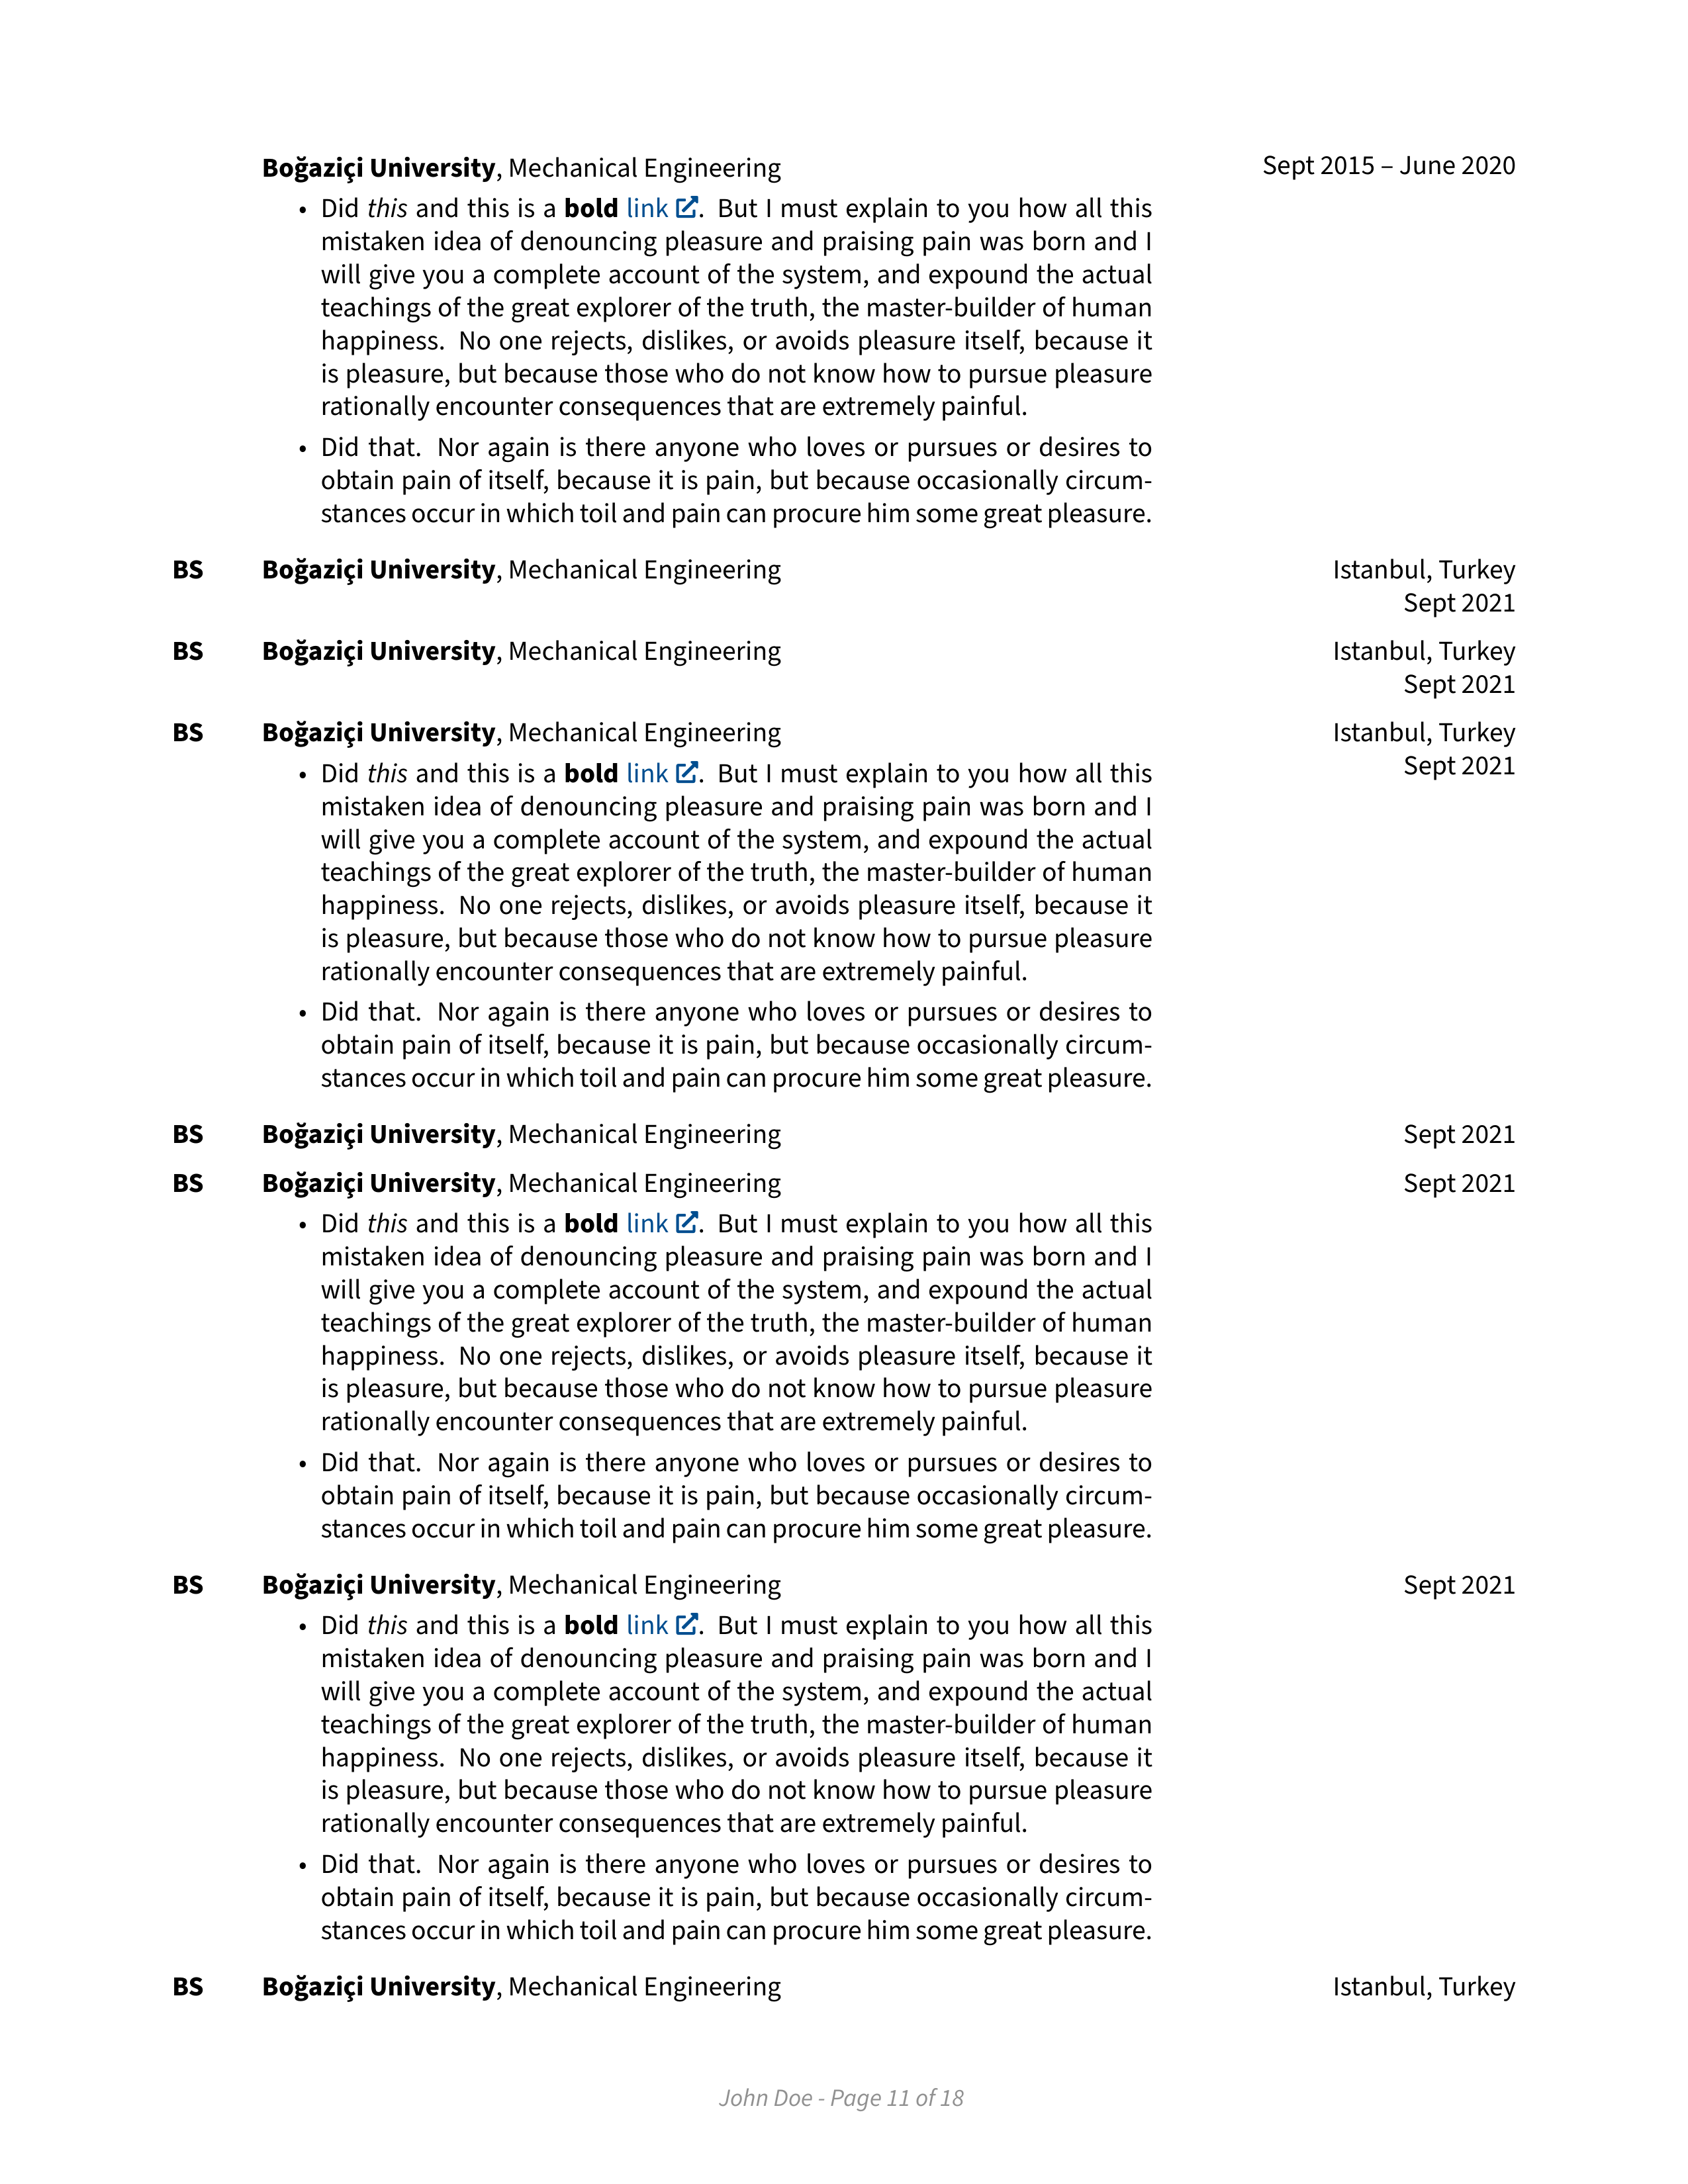 Boğaziçi University, Mechanical Engineering Sept 2015 – June 2020
• Did this and this is a bold link. But I must explain to you how all this
mistaken idea of denouncing pleasure and praising pain was born and I
will give you a complete account of the system, and expound the actual
teachings of the great explorer of the truth, the master-builder of human
happiness. No one rejects, dislikes, or avoids pleasure itself, because it
is pleasure, but because those who do not know how to pursue pleasure
rationally encounter consequences that are extremely painful.
• Did that. Nor again is there anyone who loves or pursues or desires to
obtain pain of itself, because it is pain, but because occasionally circum-
stances occur in which toil and pain can procure him some great pleasure.
BS Boğaziçi University, Mechanical Engineering Istanbul, Turkey
Sept 2021
BS Boğaziçi University, Mechanical Engineering Istanbul, Turkey
Sept 2021
BS Boğaziçi University, Mechanical Engineering Istanbul, Turkey
Sept 2021
• Did this and this is a bold link. But I must explain to you how all this
mistaken idea of denouncing pleasure and praising pain was born and I
will give you a complete account of the system, and expound the actual
teachings of the great explorer of the truth, the master-builder of human
happiness. No one rejects, dislikes, or avoids pleasure itself, because it
is pleasure, but because those who do not know how to pursue pleasure
rationally encounter consequences that are extremely painful.
• Did that. Nor again is there anyone who loves or pursues or desires to
obtain pain of itself, because it is pain, but because occasionally circum-
stances occur in which toil and pain can procure him some great pleasure.
BS Boğaziçi University, Mechanical Engineering Sept 2021
BS Boğaziçi University, Mechanical Engineering Sept 2021
• Did this and this is a bold link. But I must explain to you how all this
mistaken idea of denouncing pleasure and praising pain was born and I
will give you a complete account of the system, and expound the actual
teachings of the great explorer of the truth, the master-builder of human
happiness. No one rejects, dislikes, or avoids pleasure itself, because it
is pleasure, but because those who do not know how to pursue pleasure
rationally encounter consequences that are extremely painful.
• Did that. Nor again is there anyone who loves or pursues or desires to
obtain pain of itself, because it is pain, but because occasionally circum-
stances occur in which toil and pain can procure him some great pleasure.
BS Boğaziçi University, Mechanical Engineering Sept 2021
• Did this and this is a bold link. But I must explain to you how all this
mistaken idea of denouncing pleasure and praising pain was born and I
will give you a complete account of the system, and expound the actual
teachings of the great explorer of the truth, the master-builder of human
happiness. No one rejects, dislikes, or avoids pleasure itself, because it
is pleasure, but because those who do not know how to pursue pleasure
rationally encounter consequences that are extremely painful.
• Did that. Nor again is there anyone who loves or pursues or desires to
obtain pain of itself, because it is pain, but because occasionally circum-
stances occur in which toil and pain can procure him some great pleasure.
BS Boğaziçi University, Mechanical Engineering Istanbul, Turkey
John Doe - Page 11 of 18